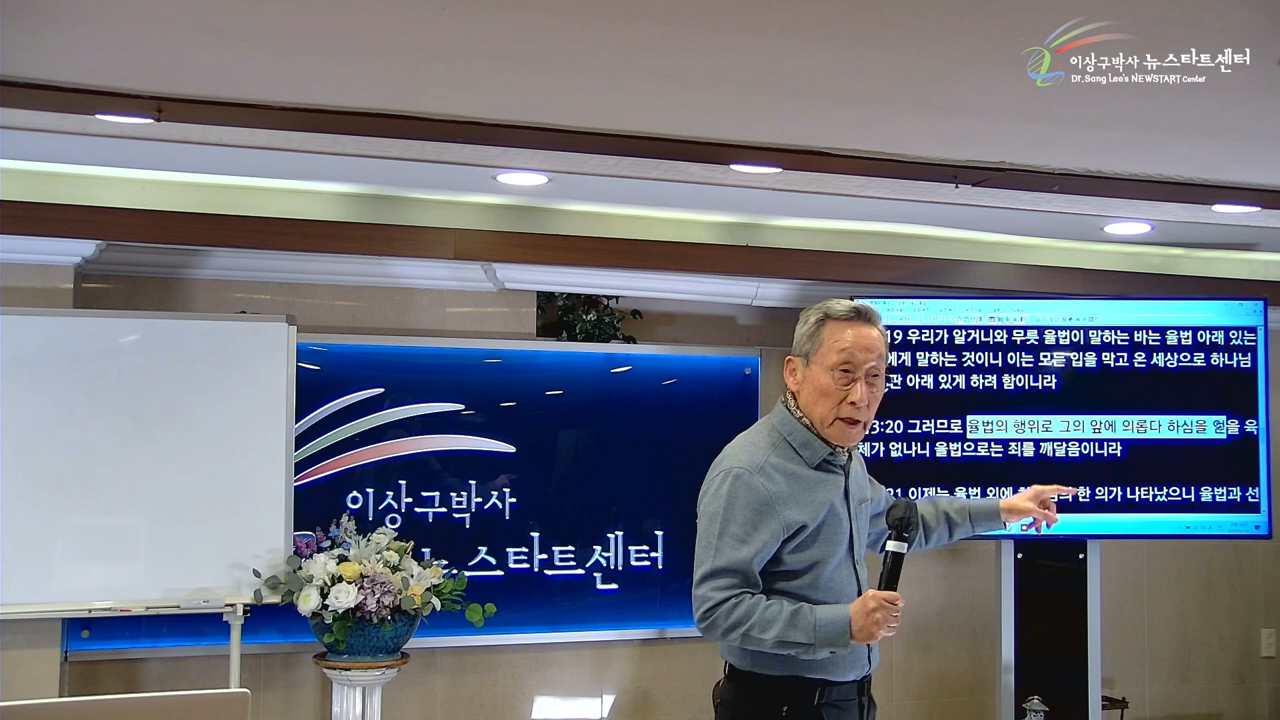 이상구박사 뉴스타트센터
Dr. Sang Lee's NEWSTART Center
19 우리가 알거니와 무릇 율법이 말하는 바는 율법 아래 있는
에게 말하는 것이니 이는 모든 입을 막고 온 세상으로 하나님
판 아래 있게 하려 함이니라
3:20 그러므로 율법의 행위로 그의 앞에 의롭다 하심을 얻을 육
체가 없나니 율법으로는 죄를 깨달음이니라
21 이제는 율법 외에 한 의가 나타났으니 율법과 선
이상구박사
뉴스타트센터